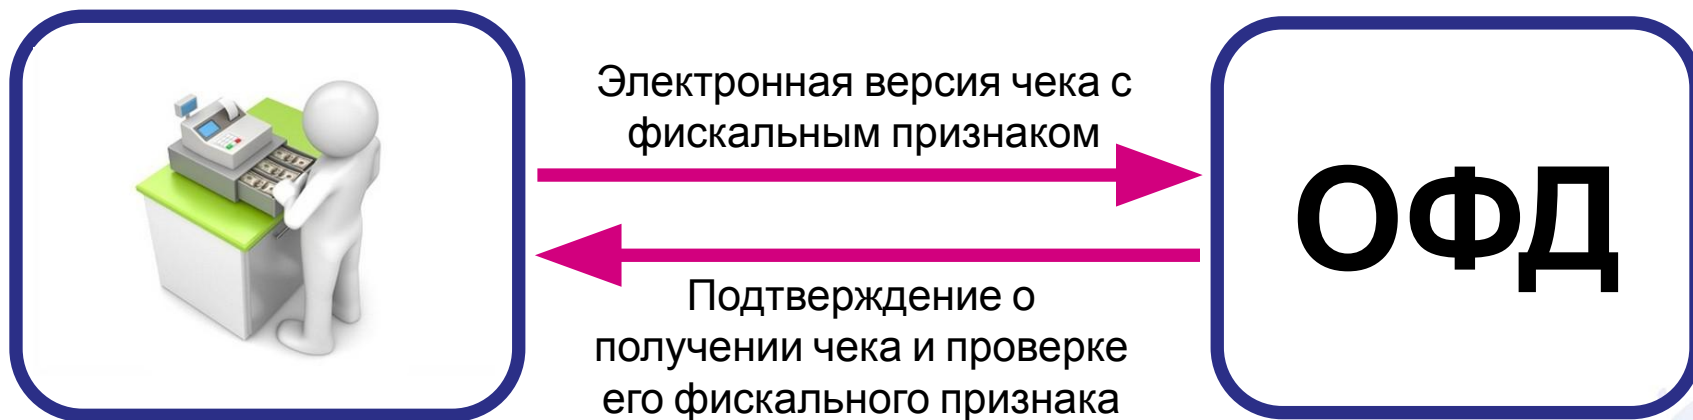 Электронная версия чека с
фискальным признаком
ОФД
Подтверждение о
получении чека и проверке
его фискального признака